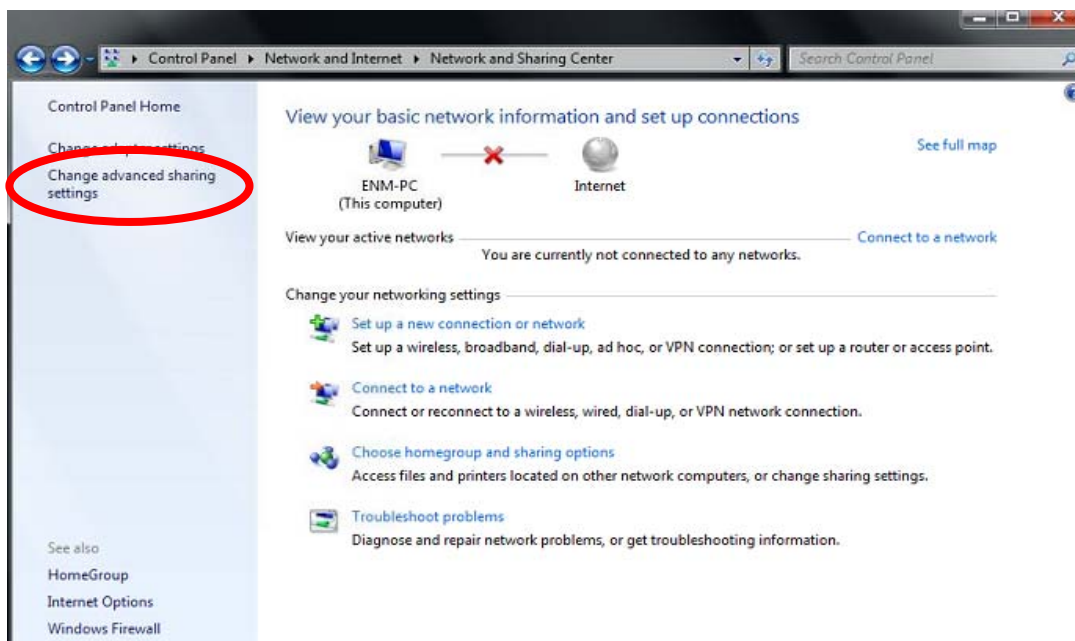 Control Panel ▸ Network and Internet ▸ Network and Sharing Center
Search Control Panel
Control Panel Home
Change adapter settings
Change advanced sharing
settings
View your basic network information and set up connections
See full map
ENM-PC
(This computer)
Internet
View your active networks
Connect to a network
You are currently not connected to any networks.
Change your networking settings
Set up a new connection or network
Set up a wireless, broadband, dial-up, ad hoc, or VPN connection; or set up a router or access point.
Connect to a network
Connect or reconnect to a wireless, wired, dial-up, or VPN network connection.
Choose homegroup and sharing options
Access files and printers located on other network computers, or change sharing settings.
Troubleshoot problems
Diagnose and repair network problems, or get troubleshooting information.
See also
HomeGroup
Internet Options
Windows Firewall